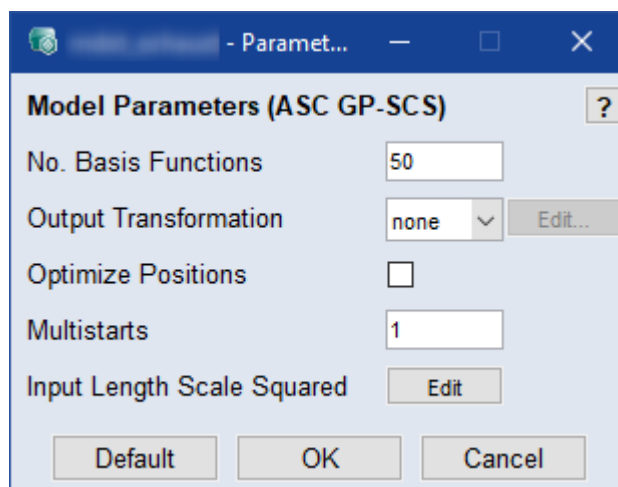 - Paramet...
Model Parameters (ASC GP-SCS)
?
No. Basis Functions
50
Output Transformation
none
Edit...
Optimize Positions
Multistarts
1
Input Length Scale Squared
Edit
Default
OK
Cancel